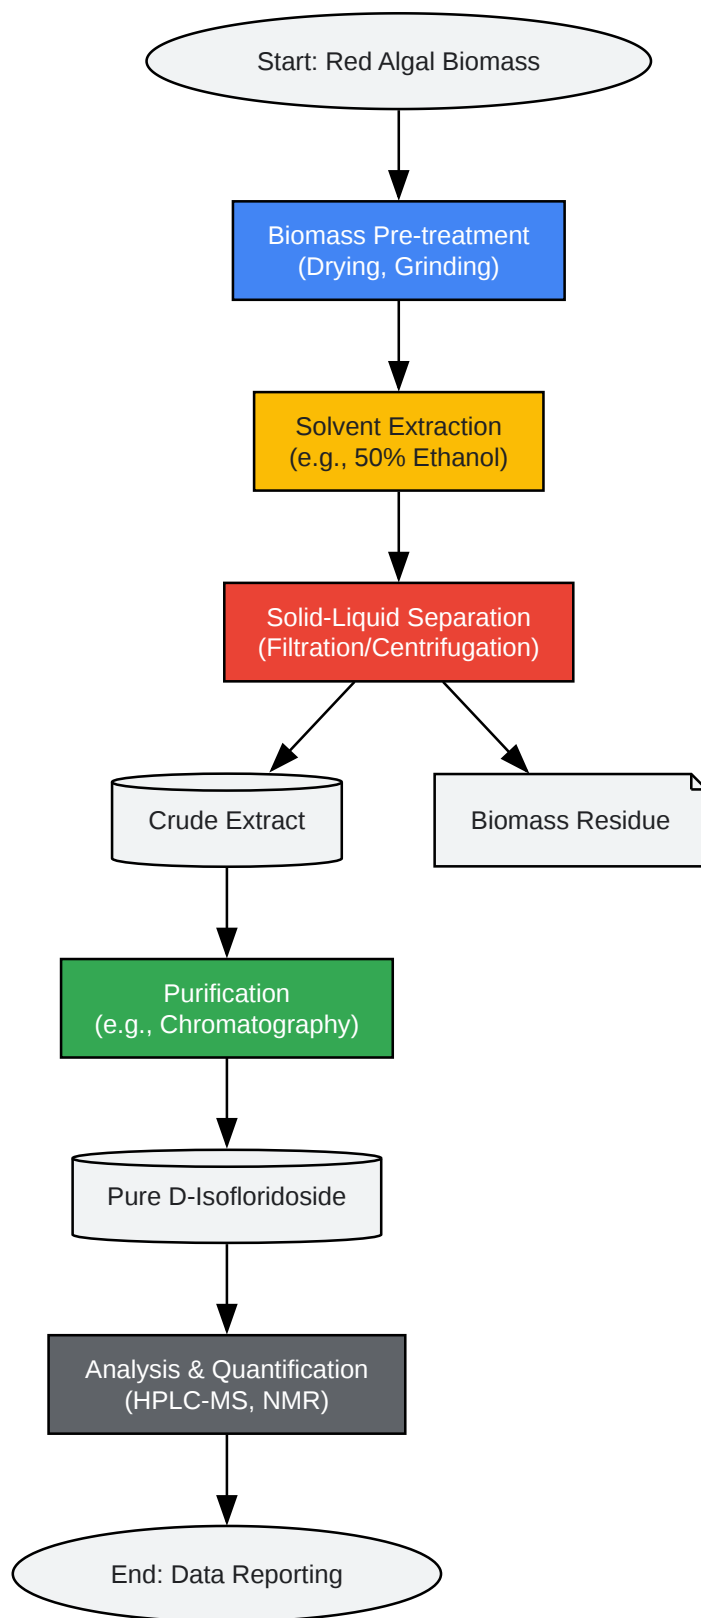 Start: Red Algal Biomass
Biomass Pre-treatment
(Drying, Grinding)
Solvent Extraction
(e.g., 50% Ethanol)
Solid-Liquid Separation
(Filtration/Centrifugation)
Crude Extract
Biomass Residue
Purification
(e.g., Chromatography)
Pure D-Isofloridoside
Analysis & Quantification
(HPLC-MS, NMR)
End: Data Reporting